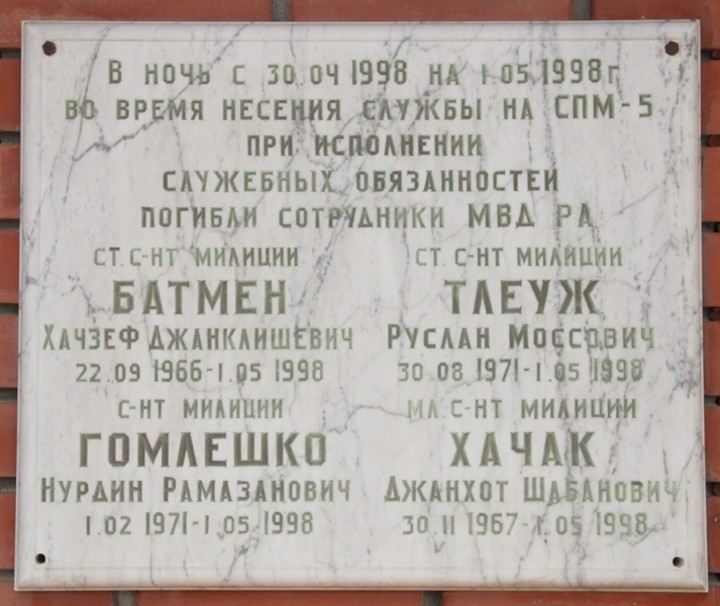 В НОЧЬ С 30.04 1998 НА 1.05.1998г
ВО ВРЕМЯ НЕСЕНИЯ СЛУЖБЫ НА СПМ-5
ПРИ ИСПОЛНЕНИИ
СЛУЖЕБНЫХ ОБЯЗАННОСТЕЙ
ПОГИБЛИ СОТРУДНИКИ МВД РА
СТ. С-НТ МИЛИЦИИ
БАТМЕН
ХАЧЗЕФ ДЖАНКЛИШЕВИЧ
22.09 1966-1.05 1998
СТ. С-НТ МИЛИЦИИ
ТЛЕУЖ
РУСЛАН МОССОВИЧ
30.08 1971-1.05 1998
С-НТ МИЛИЦИИ
ГОМЛЕШКО
НУРДИН РАМАЗАНОВИЧ
1.02 1971-1.05 1998
МЛ. С-НТ МИЛИЦИИ
ХАЧАК
ДЖАНХОТ ШАБАНОВИЧ
30 11 1967-1.05 1998